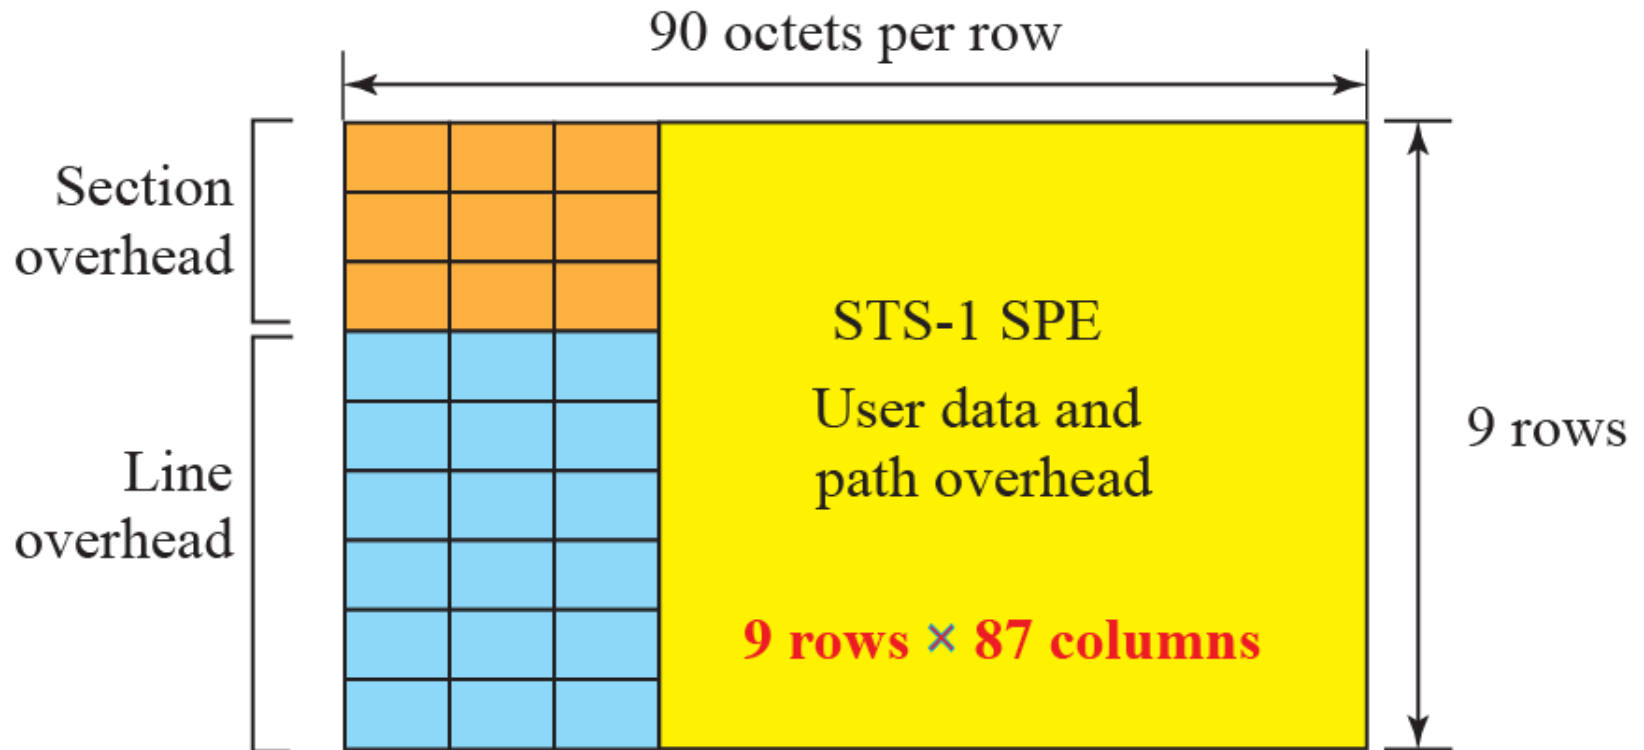 90 octets per row
Section
overhead
Line
overhead
STS-1 SPE
User data and
path overhead
9 rows × 87 columns
9 rows